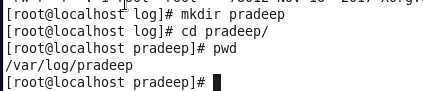 [root@localhost log]# mkdir pradeep
[root@localhost log]# cd pradeep/
[root@localhost pradeep]# pwd
/var/log/pradeep
[root@localhost pradeep]#